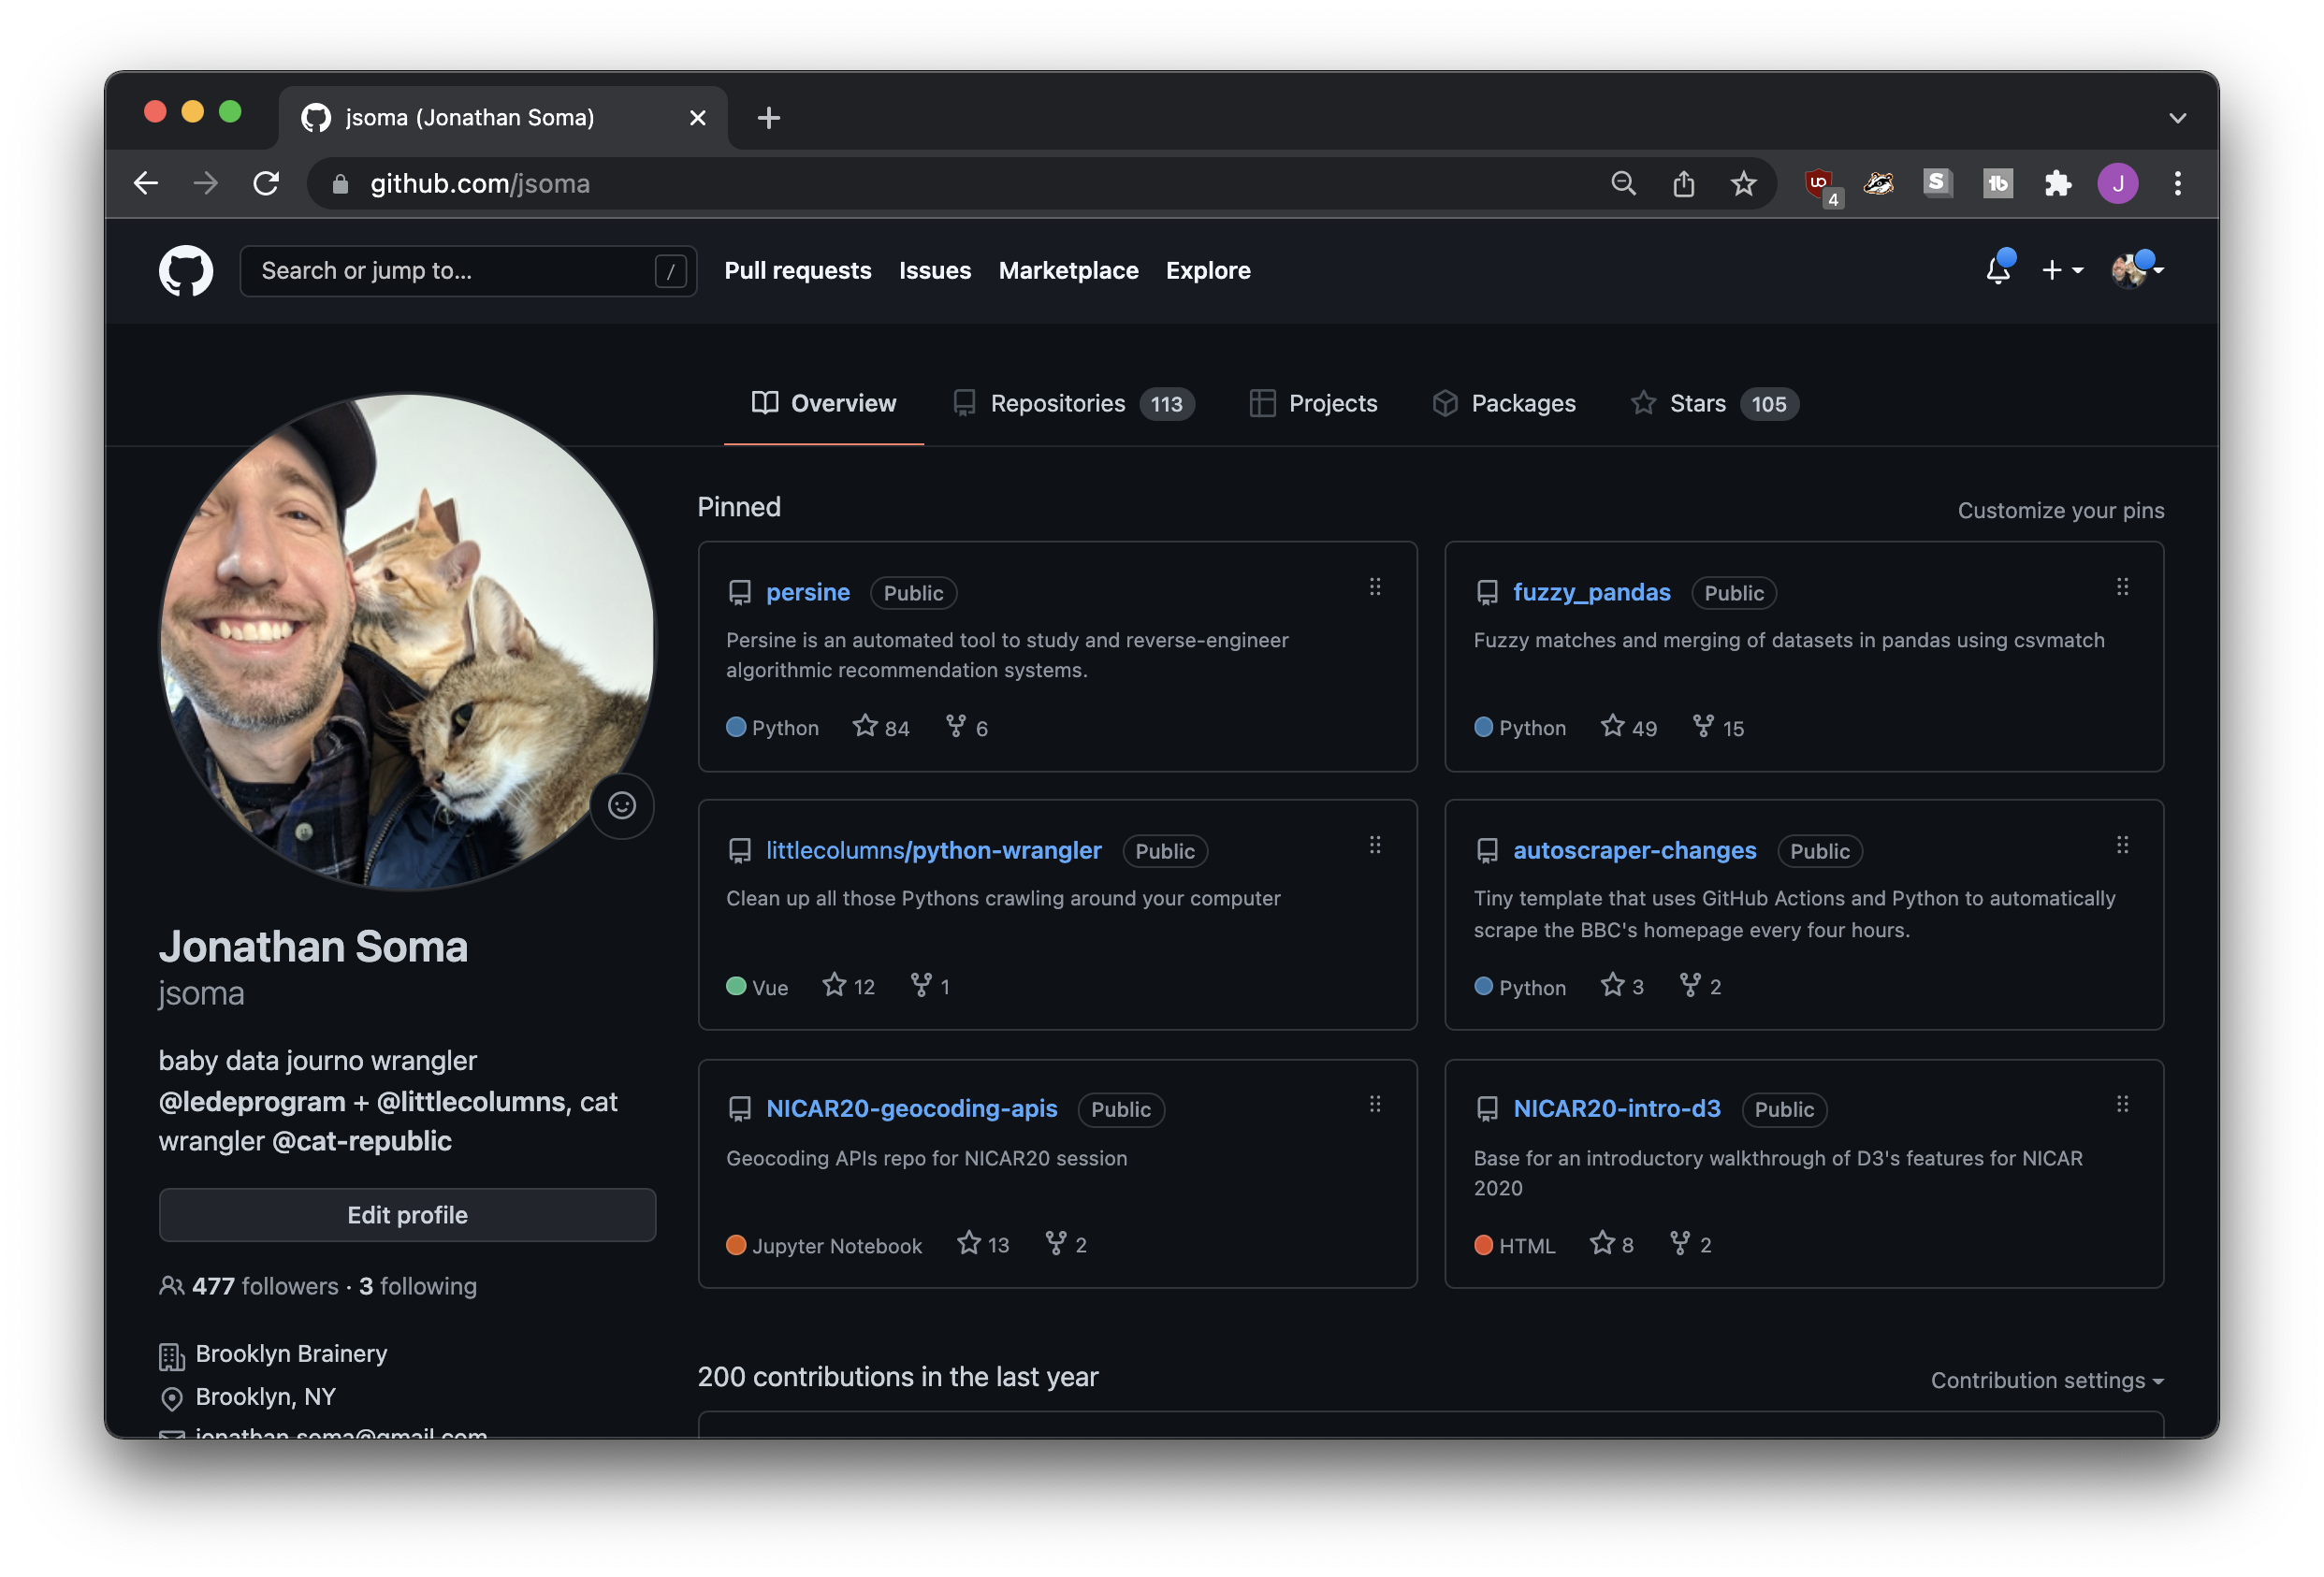 jsoma (Jonathan Soma)
github.com/jsoma
4
J
Search or jump to...
/
Pull requests
Issues
Marketplace
Explore
Overview
Repositories 113
Projects
Packages
Stars 105
Pinned
Customize your pins
persine Public
Persine is an automated tool to study and reverse-engineer
algorithmic recommendation systems.
Python 84 6
fuzzy_pandas Public
Fuzzy matches and merging of datasets in pandas using csvmatch
Python 49 15
littlecolumns/python-wrangler Public
Clean up all those Pythons crawling around your computer
Vue 12 1
autoscraper-changes Public
Tiny template that uses GitHub Actions and Python to automatically
scrape the BBC's homepage every four hours.
Python 3 2
NICAR20-geocoding-apis Public
Geocoding APIs repo for NICAR20 session
Jupyter Notebook 13 2
NICAR20-intro-d3 Public
Base for an introductory walkthrough of D3's features for NICAR
2020
HTML 8 2
200 contributions in the last year
Contribution settings
Jonathan Soma
jsoma
baby data journo wrangler
@ledeprogram + @littlecolumns, cat
wrangler @cat-republic
Edit profile
477 followers · 3 following
Brooklyn Brainery
Brooklyn, NY
jonathan.soma@gmail.com